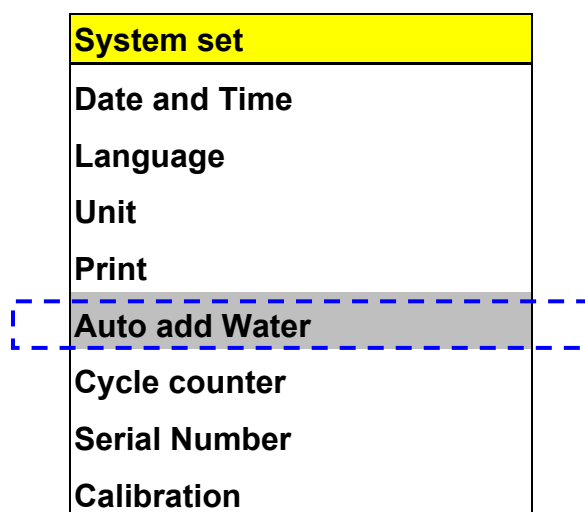 System set
Date and Time
Language
Unit
Print
Auto add Water
Cycle counter
Serial Number
Calibration